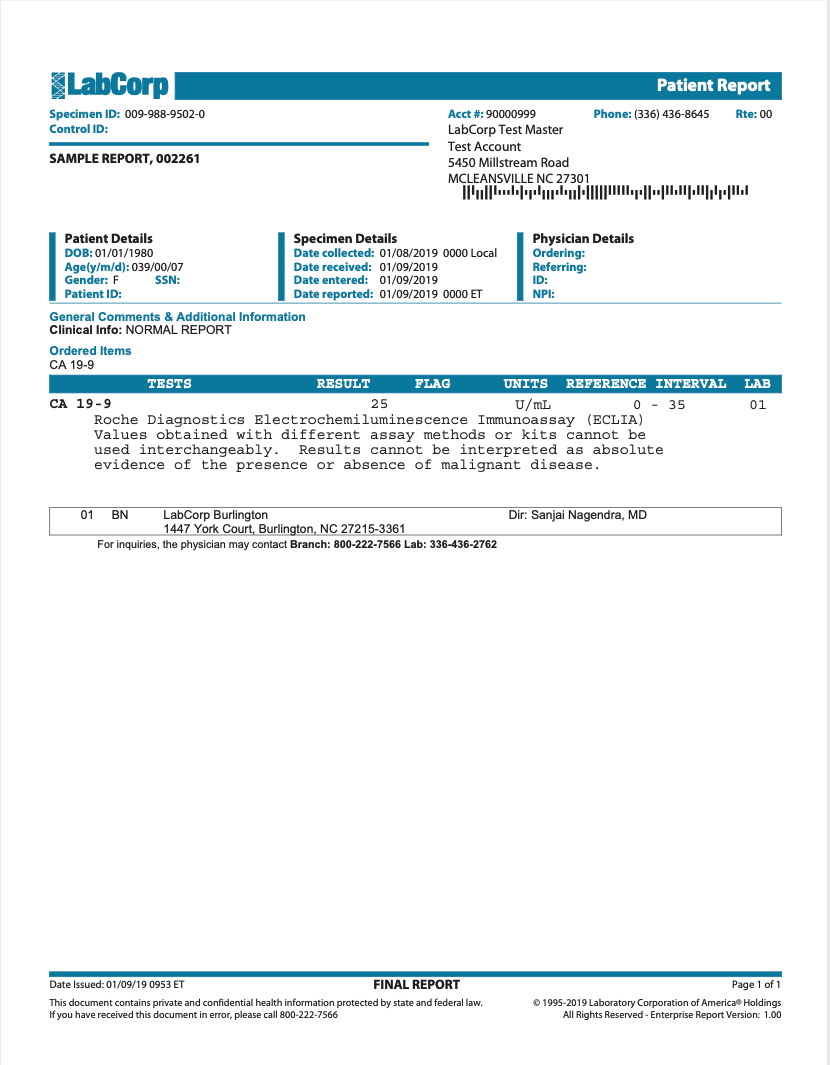 LabCorp
Patient Report
Specimen ID: 009-988-9502-0
Control ID:
Acct #: 90000999 Phone: (336) 436-8645 Rte: 00
LabCorp Test Master
Test Account
5450 Millstream Road
MCLEANSVILLE NC 27301
SAMPLE REPORT, 002261
Patient Details
DOB: 01/01/1980
Age(y/m/d): 039/00/07
Gender: F SSN:
Patient ID:
Specimen Details
Date collected: 01/08/2019 0000 Local
Date received: 01/09/2019
Date entered: 01/09/2019
Date reported: 01/09/2019 0000 ET
Physician Details
Ordering:
Referring:
ID:
NPI:
General Comments & Additional Information
Clinical Info: NORMAL REPORT
Ordered Items
CA 19-9
TESTS RESULT FLAG UNITS REFERENCE INTERVAL LAB
CA 19-9 25 U/mL 0 - 35 01
Roche Diagnostics Electrochemiluminescence Immunoassay (ECLIA)
Values obtained with different assay methods or kits cannot be
used interchangeably. Results cannot be interpreted as absolute
evidence of the presence or absence of malignant disease.
01 BN LabCorp Burlington Dir: Sanjai Nagendra, MD
1447 York Court, Burlington, NC 27215-3361
For inquiries, the physician may contact Branch: 800-222-7566 Lab: 336-436-2762
Date Issued: 01/09/19 0953 ET FINAL REPORT Page 1 of 1
This document contains private and confidential health information protected by state and federal law.
If you have received this document in error, please call 800-222-7566
© 1995-2019 Laboratory Corporation of America® Holdings
All Rights Reserved - Enterprise Report Version: 1.00